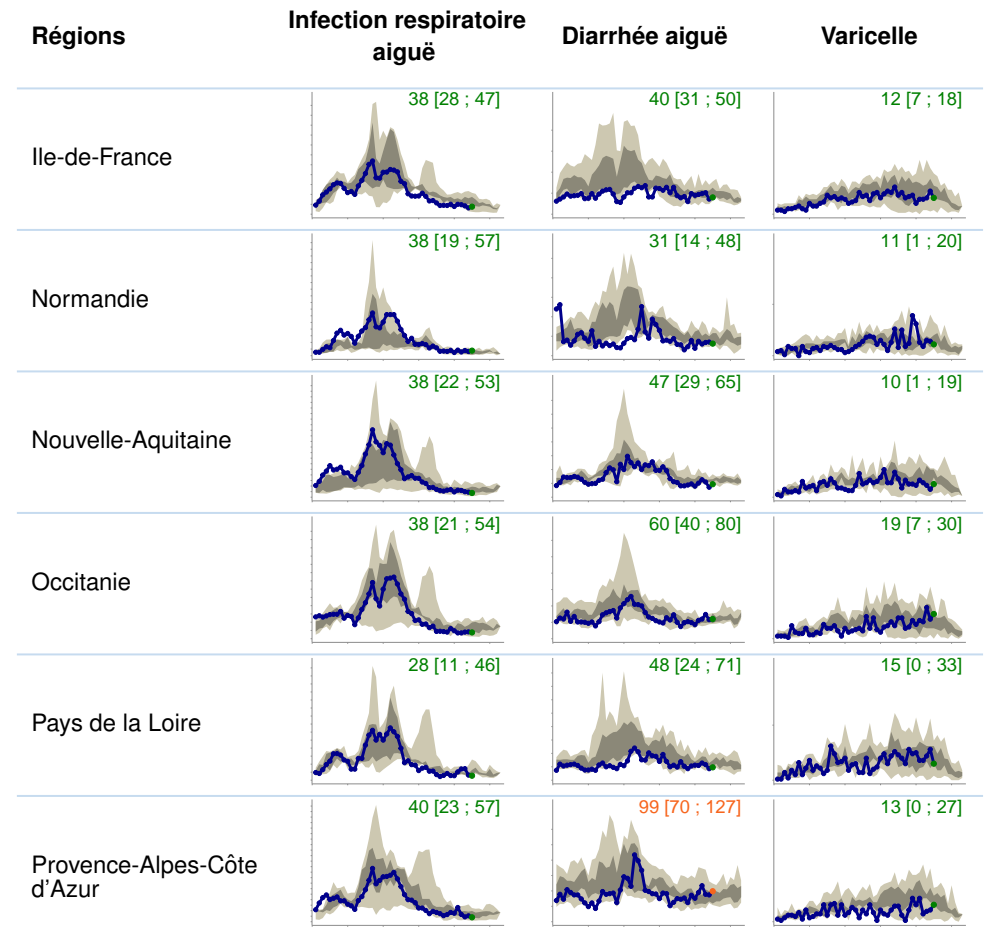 Régions
Infection respiratoire
aiguë
Diarrhée aiguë
Varicelle
Ile-de-France
38 [28 ; 47]
40 [31 ; 50]
12 [7 ; 18]
Normandie
38 [19 ; 57]
31 [14 ; 48]
11 [1 ; 20]
Nouvelle-Aquitaine
38 [22 ; 53]
47 [29 ; 65]
10 [1 ; 19]
Occitanie
38 [21 ; 54]
60 [40 ; 80]
19 [7 ; 30]
Pays de la Loire
28 [11 ; 46]
48 [24 ; 71]
15 [0 ; 33]
Provence-Alpes-Côte
d'Azur
40 [23 ; 57]
99 [70 ; 127]
13 [0 ; 27]